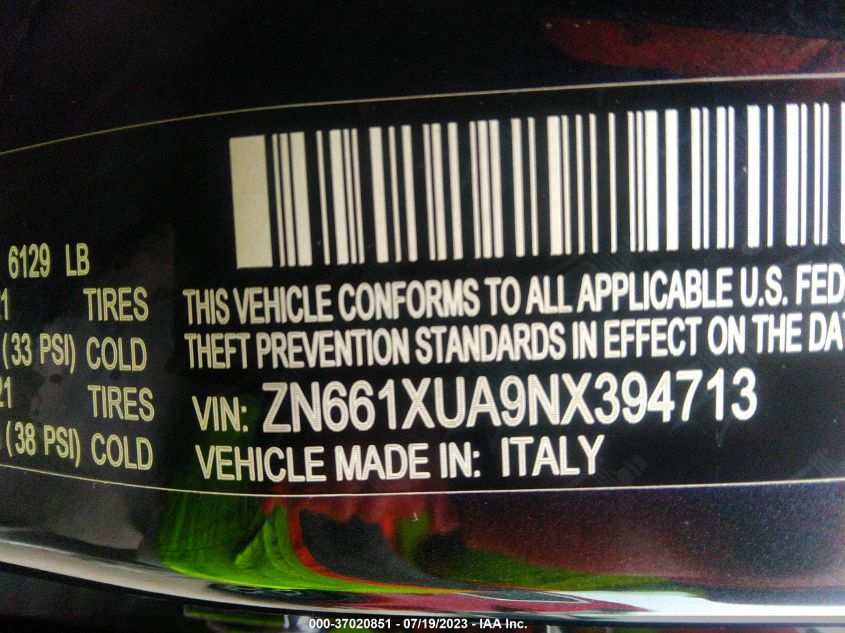 6129 LB
21 TIRES
(33 PSI) COLD
21 TIRES
(38 PSI) COLD
THIS VEHICLE CONFORMS TO ALL APPLICABLE U.S. FED
THEFT PREVENTION STANDARDS IN EFFECT ON THE DAT
VIN: ZN661XUA9NX394713
VEHICLE MADE IN: ITALY
000-37020851 - 07/19/2023 - IAA Inc.